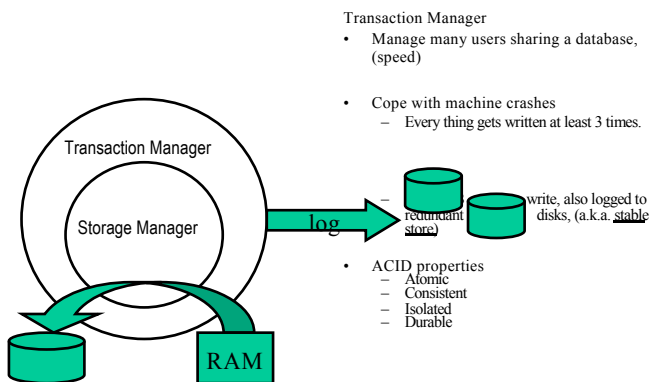 Transaction Manager
• Manage many users sharing a database,
(speed)
• Cope with machine crashes
– Every thing gets written at least 3 times.
– write, also logged to
redundant disks, (a.k.a. stable
store)
• ACID properties
– Atomic
– Consistent
– Isolated
– Durable
Transaction Manager
Storage Manager
log
RAM